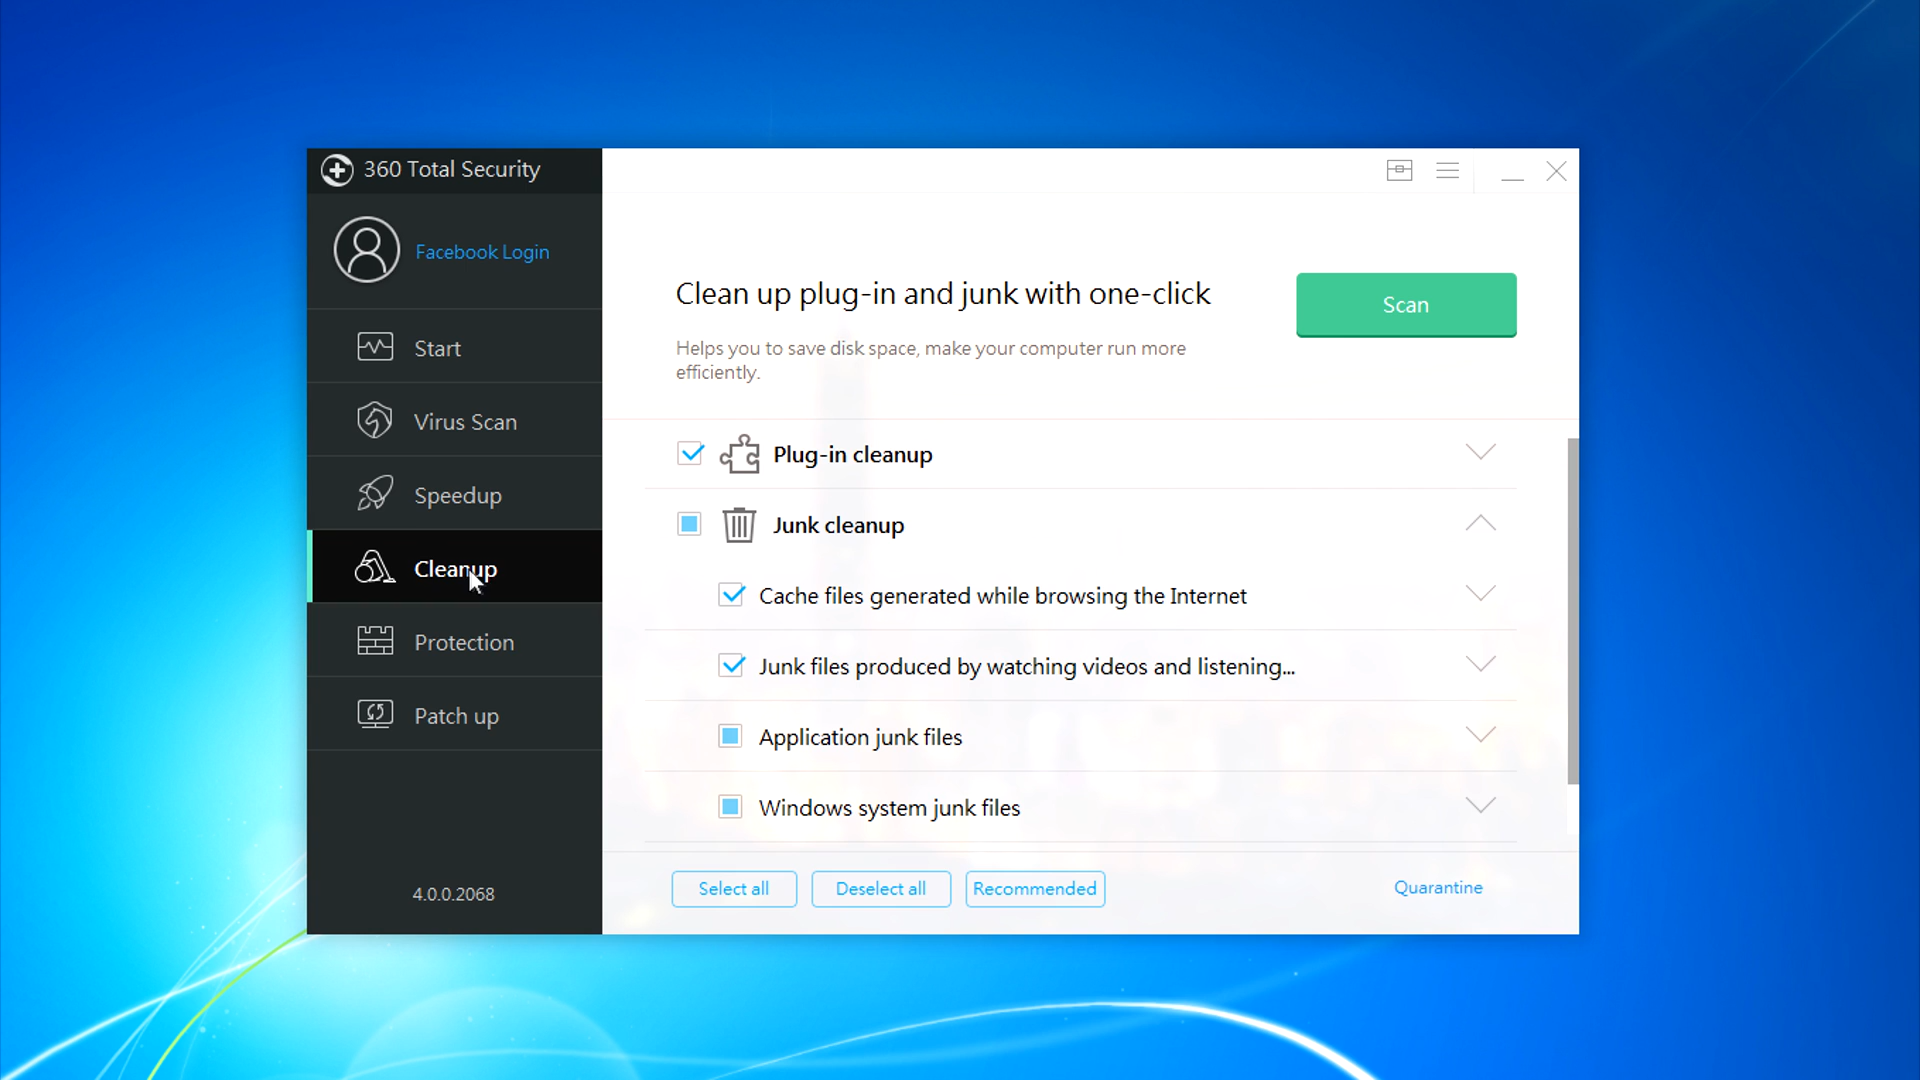 360 Total Security
Facebook Login
Start
Virus Scan
Speedup
Cleanup
Protection
Patch up
4.0.0.2068
Clean up plug-in and junk with one-click
Helps you to save disk space, make your computer run more
efficiently.
Scan
Plug-in cleanup
Junk cleanup
Cache files generated while browsing the Internet
Junk files produced by watching videos and listening...
Application junk files
Windows system junk files
Select all
Deselect all
Recommended
Quarantine